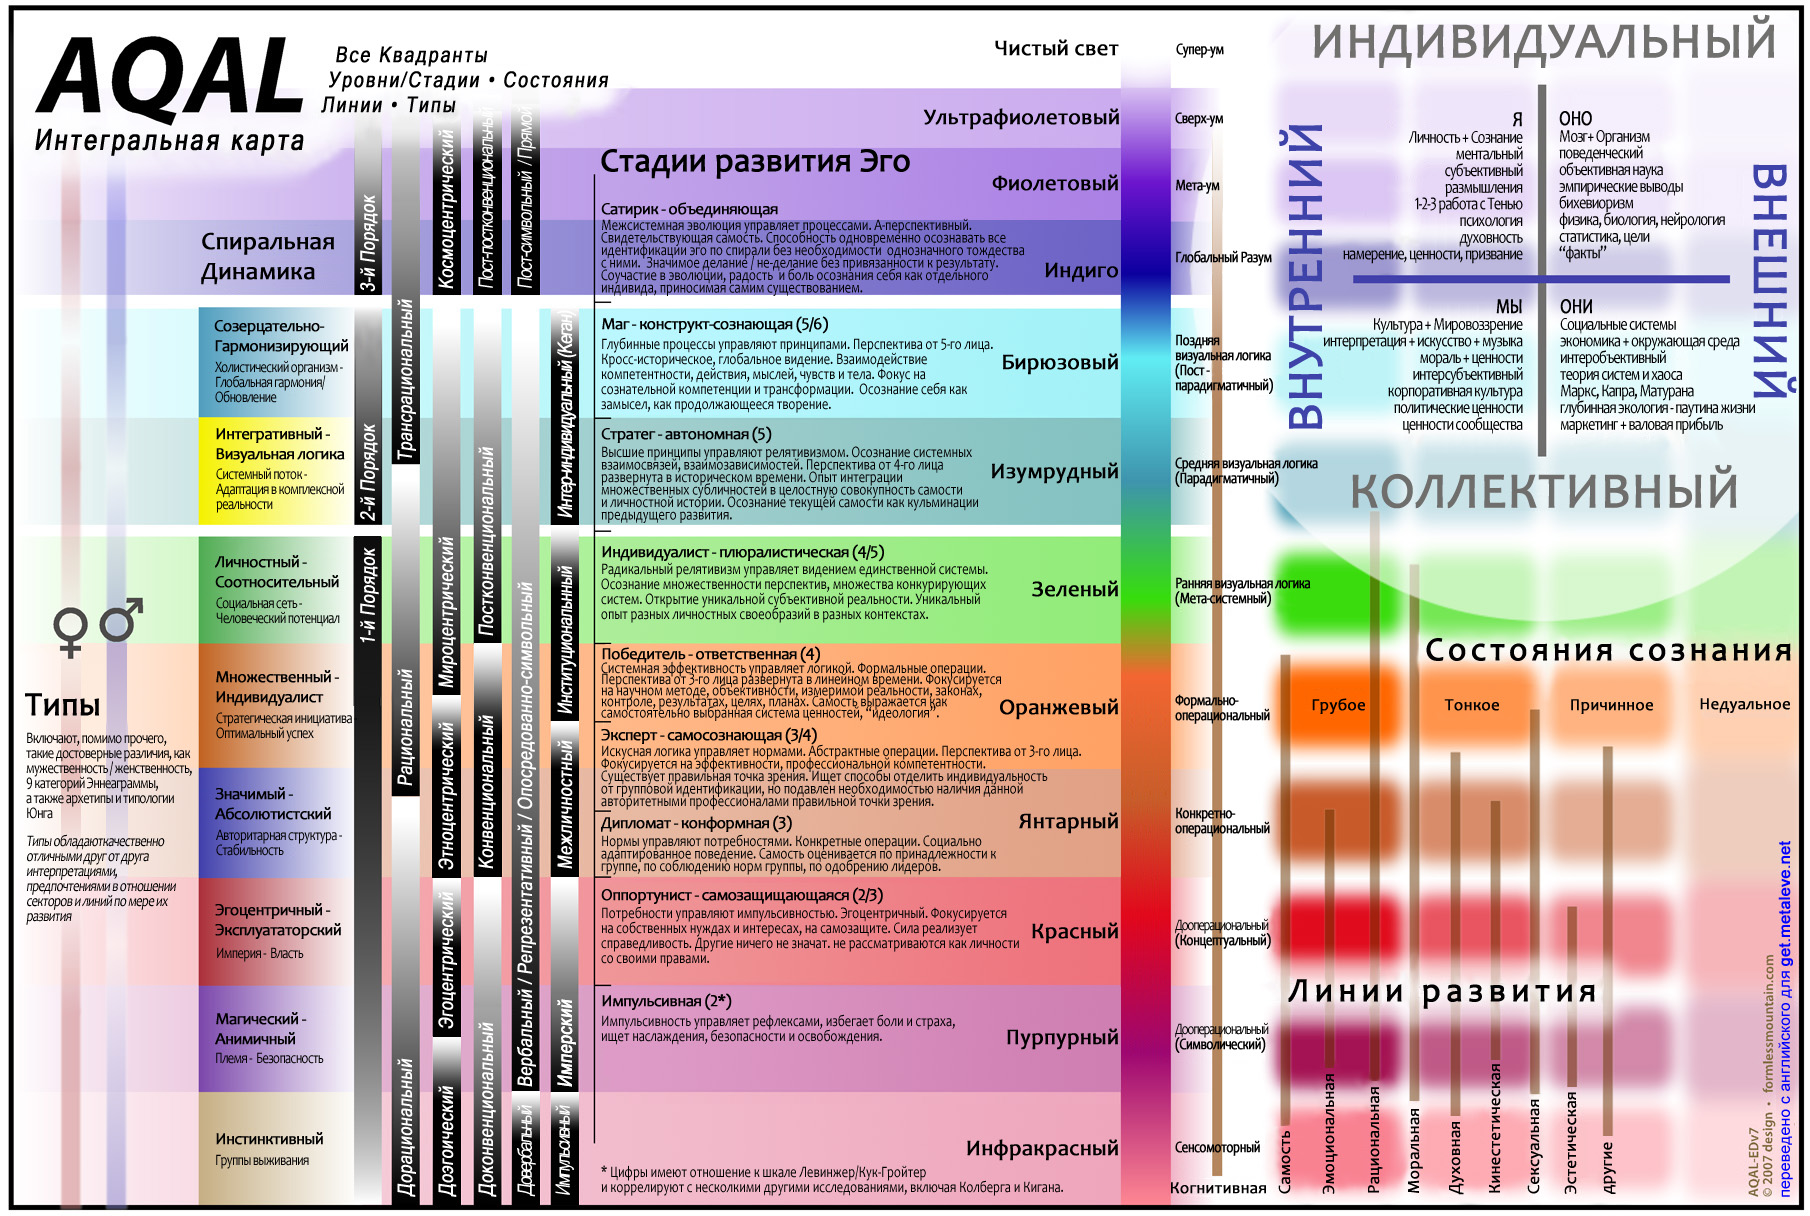 AQAL
Интегральная карта
Все Квадранты
Уровни/Стадии • Состояния
Линии • Типы
Спиральная
Динамика
Созерцательно-
Гармонизирующий
Холистический организм -
Глобальная гармония/
Обновление
Интегративный -
Визуальная логика
Системный поток -
Адаптация в комплексной
реальности
Личностный -
Соотносительный
Социальная сеть -
Человеческий потенциал
Множественный -
Индивидуалист
Стратегическая инициатива
Оптимальный успех
Значимый -
Абсолютистский
Авторитарная структура -
Стабильность
Эгоцентричный -
Эксплуататорский
Империя - Власть
Магический -
Анимичный
Племя - Безопасность
Инстинктивный
Группы выживания
♀♂
Типы
Включают, помимо прочего,
такие достоверные различия, как
мужественность / женственность,
9 категорий Эннеаграммы,
а также архетипы и типологии
Юнга
Типы обладаюткачественно
отличными друг от друга
интерпретациями,
предпочтениями в отношении
секторов и линий по мере их
развития
3-й Порядок
2-й Порядок
1-й Порядок
Трансрациональный
Рациональный
Дорациональный
Космоцентрический
Мироцентрический
Этноцентрический
Эгоцентрический
Доэгоический
Пост-постконвенциональный
Постконвенциональный
Конвенциональный
Доконвенциональный
Пост-символьный / Прямой
Вербальный / Репрезентативный / Опосредованно-символьный
Довербальный
Интер-индивидуальный (Кеган)
Институциональный
Межличностный
Имперский
Импульсивный
Стадии развития Эго
Сатирик - объединяющая
Межсистемная эволюция управляет процессами. А-перспективный.
Свидетельствующая самость. Способность одновременно осознавать все
идентификации эго по спирали без необходимости однозначного тождества
с ними. Значимое делание / не-делание без привязанности к результату.
Соучастие в эволюции, радость и боль осознания себя как отдельного
индивида, приносимая самим существованием.
Маг - конструкт-сознающая (5/6)
Глубинные процессы управляют принципами. Перспектива от 5-го лица.
Кросс-историческое, глобальное видение. Взаимодействие
компетентности, действия, мыслей, чувств и тела. Фокус на
сознательной компетенции и трансформации. Осознание себя как
замысел, как продолжающееся творение.
Стратег - автономная (5)
Высшие принципы управляют релятивизмом. Осознание системных
взаимосвязей, взаимозависимостей. Перспектива от 4-го лица
развернута в историческом времени. Опыт интеграции
множественных субличностей в целостную совокупность самости
и личностной истории. Осознание текущей самости как кульминации
предыдущего развития.
Индивидуалист - плюралистическая (4/5)
Радикальный релятивизм управляет видением единственной системы.
Осознание множественности перспектив, множества конкурирующих
систем. Открытие уникальной субъективной реальности. Уникальный
опыт разных личностных своеобразий в разных контекстах.
Победитель - ответственная (4)
Системная эффективность управляет логикой. Формальные операции.
Перспектива от 3-го лица развернута в линейном времени. Фокусируется
на научном методе, объективности, измеримой реальности, законах,
контроле, результатах, целях, планах. Самость выражается как
самостоятельно выбранная система ценностей, “идеология”.
Эксперт - самосознающая (3/4)
Искусная логика управляет нормами. Абстрактные операции. Перспектива от 3-го лица.
Фокусируется на эффективности, профессиональной компетентности.
Существует правильная точка зрения. Ищет способы отделить индивидуальность
от групповой идентификации, но подавлен необходимостью наличия данной
авторитетными профессионалами правильной точки зрения.
Дипломат - конформная (3)
Нормы управляют потребностями. Конкретные операции. Социально
адаптированное поведение. Самость оценивается по принадлежности к
группе, по соблюдению норм группы, по одобрению лидеров.
Оппортунист - самозащищающаяся (2/3)
Потребности управляют импульсивностью. Эгоцентричный. Фокусируется
на собственных нуждах и интересах, на самозащите. Сила реализует
справедливость. Другие ничего не значат. не рассматриваются как личности
со своими правами.
Импульсивная (2*)
Импульсивность управляет рефлексами, избегает боли и страха,
ищет наслаждения, безопасности и освобождения.
* Цифры имеют отношение к шкале Левинжер/Кук-Гройтер
и коррелируют с несколкими другими исследованиями, включая Колберга и Кигана.
Чистый свет
Ультрафиолетовый
Фиолетовый
Индиго
Бирюзовый
Изумрудный
Зеленый
Оранжевый
Янтарный
Красный
Пурпурный
Инфракрасный
Супер-ум
Сверх-ум
Мета-ум
Глобальный Разум
Поздняя
визуальная логика
(Пост -
парадигматичный)
Средняя визуальная логика
(Парадигматичный)
Ранняя визуальная логика
(Мета-системный)
Формально-
операциональный
Конкретно-
операциональный
Дооперациональный
(Концептуальный)
Дооперациональный
(Символический)
Сенсомоторный
Когнитивная
ИНДИВИДУАЛЬНЫЙ
ВНУТРЕННИЙ
ВНЕШНИЙ
КОЛЛЕКТИВНЫЙ
Я
Личность + Сознание
ментальный
субъективный
размышления
1-2-3 работа с Тенью
психология
духовность
намерение, ценности, призвание
ОНО
Мозг+ Организм
поведенческий
объективная наука
эмпирические выводы
бихевиоризм
физика, биология, нейрология
статистика, цели
“факты”
МЫ
Культура + Мировоззрение
интерпретация + искусство + музыка
мораль + ценности
интерсубъективный
корпоративная культура
политические ценности
ценности сообщества
ОНИ
Социальные системы
экономика + окружающая среда
интеробъективный
теория систем и хаоса
Маркс, Капра, Матурана
глубинная экология - паутина жизни
маркетинг + валовая прибыль
Состояния сознания
Грубое
Тонкое
Причинное
Недуальное
Линии развития
Самость
Эмоциональная
Рациональная
Моральная
Духовная
Кинестетическая
Сексуальная
Эстетическая
другие
AQAL-EDv7
© 2007 design • formlessmountain.com
переведено с английского для get.metaleve.net